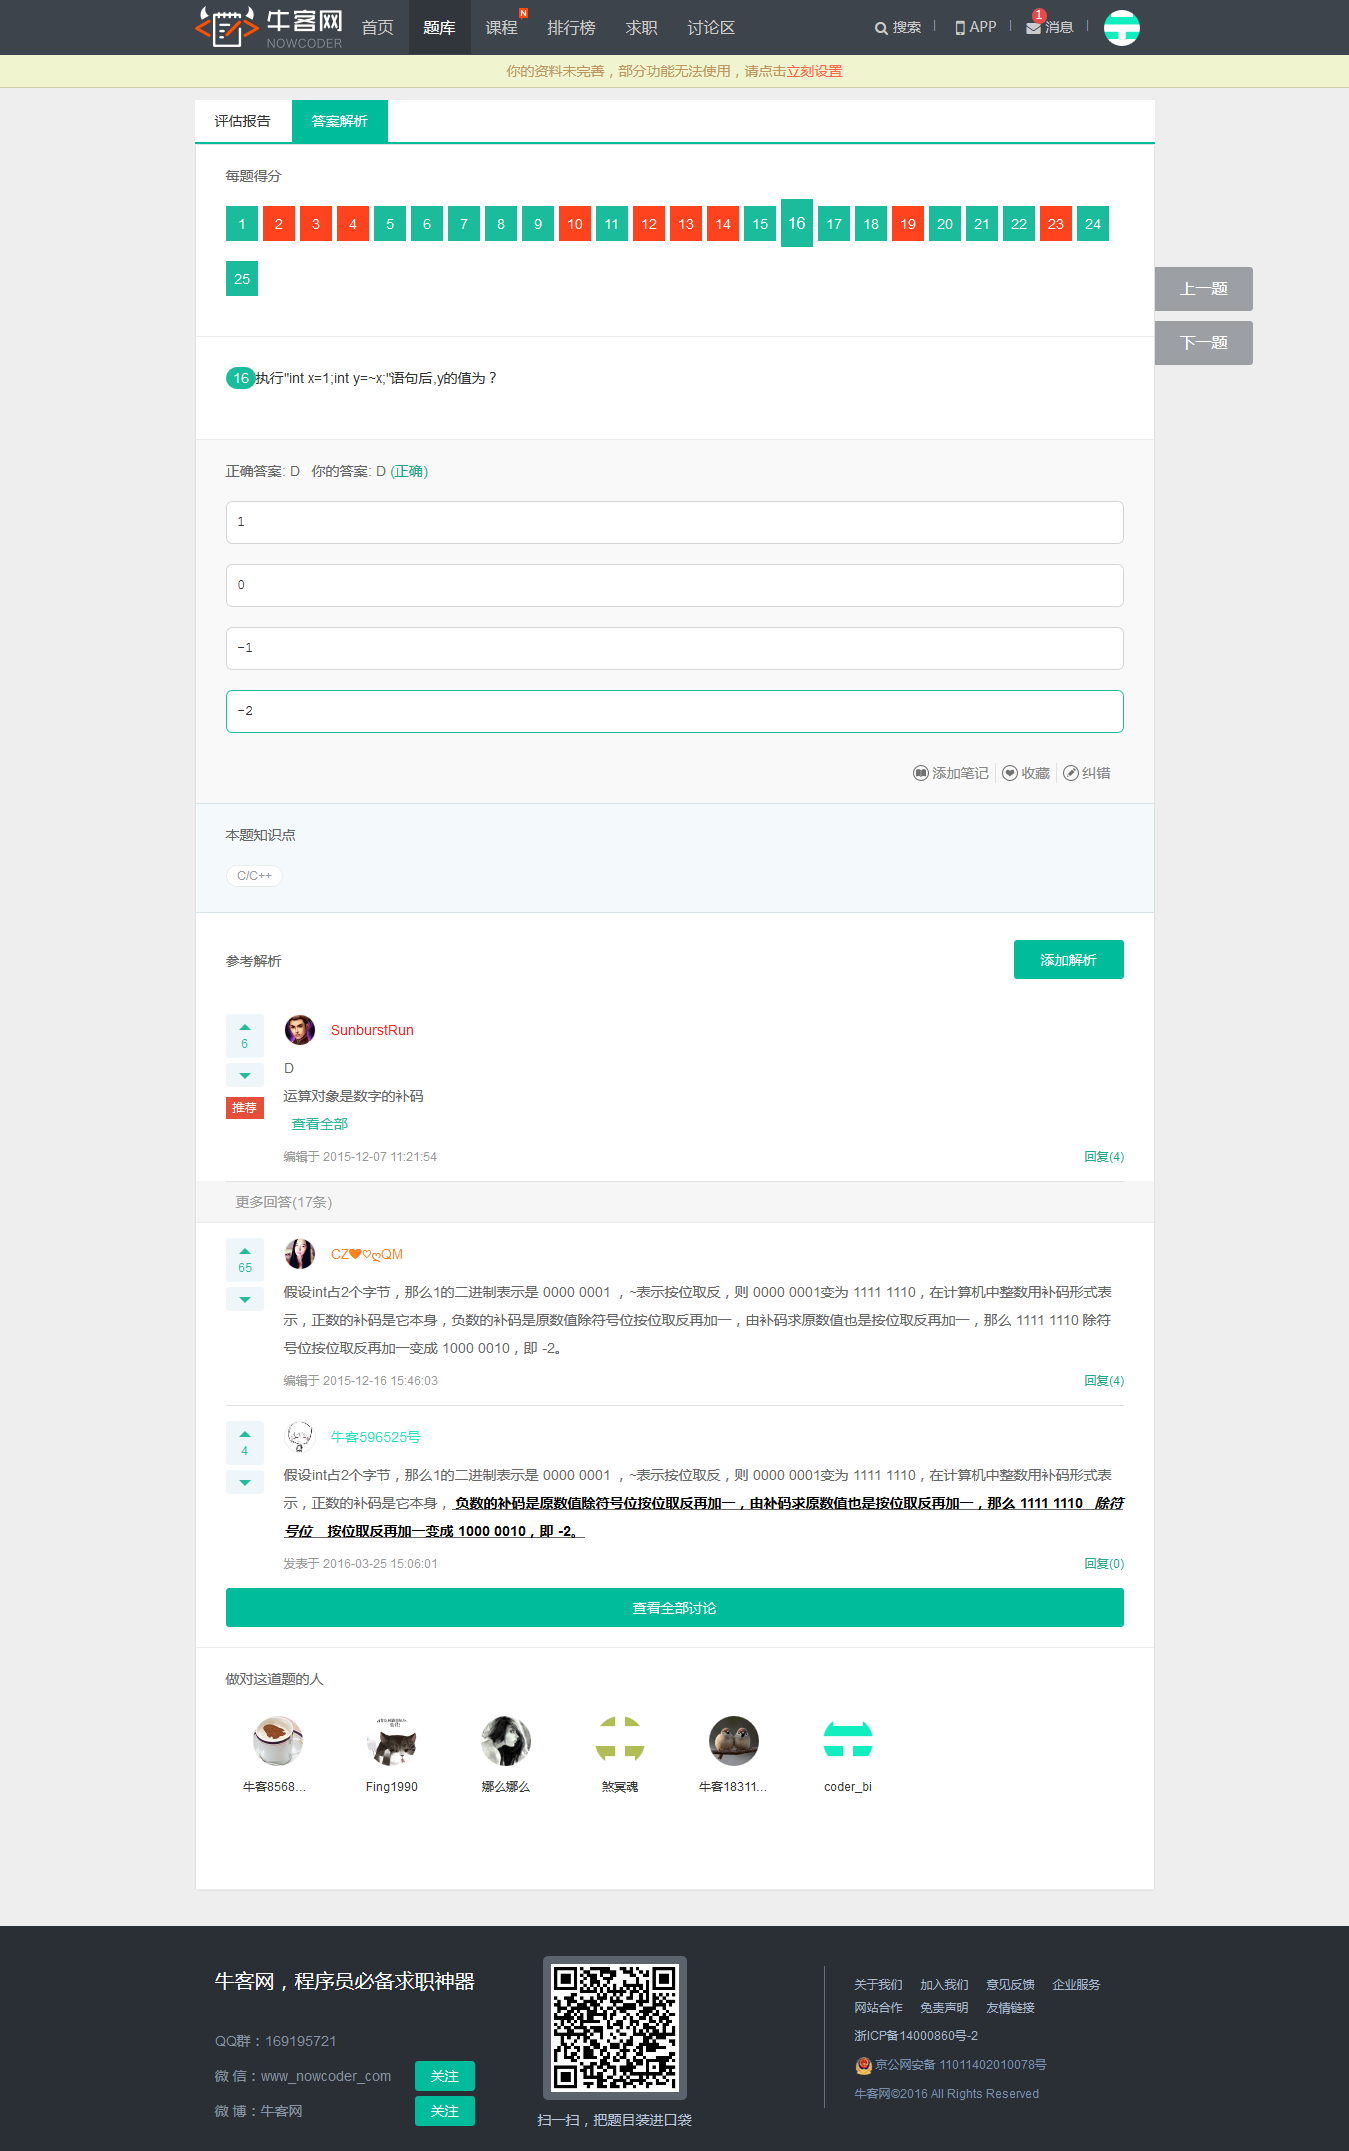 牛客网 NOWCODER 首页 题库 课程 N 排行榜 求职 讨论区 搜索 APP 1 消息
你的资料未完善，部分功能无法使用，请点击立刻设置
评估报告 答案解析
每题得分
1 2 3 4 5 6 7 8 9 10 11 12 13 14 15 16 17 18 19 20 21 22 23 24
25
上一题
下一题
16 执行"int x=1;int y=~x;"语句后,y的值为？
正确答案: D 你的答案: D (正确)
1
0
-1
-2
添加笔记 收藏 纠错
本题知识点
C/C++
参考解析 添加解析
6 SunburstRun
D
运算对象是数字的补码
推荐
查看全部
编辑于 2015-12-07 11:21:54 回复(4)
更多回答(17条)
65 CZ❤♡ღQM
假设int占2个字节，那么1的二进制表示是 0000 0001 ，~表示按位取反，则 0000 0001变为 1111 1110，在计算机中整数用补码形式表
示，正数的补码是它本身，负数的补码是原数值除符号位按位取反再加一，由补码求原数值也是按位取反再加一，那么 1111 1110 除符
号位按位取反再加一变成 1000 0010，即 -2。
编辑于 2015-12-16 15:46:03 回复(4)
4 牛客596525号
假设int占2个字节，那么1的二进制表示是 0000 0001 ，~表示按位取反，则 0000 0001变为 1111 1110，在计算机中整数用补码形式表
示，正数的补码是它本身，负数的补码是原数值除符号位按位取反再加一，由补码求原数值也是按位取反再加一，那么 1111 1110 除符
号位 按位取反再加一变成 1000 0010，即 -2。
发表于 2016-03-25 15:06:01 回复(0)
查看全部讨论
做对这道题的人
牛客8568... Fing1990 娜么娜么 煞冥魂 牛客18311... coder_bi
牛客网，程序员必备求职神器
QQ群：169195721
微 信：www_nowcoder_com 关注
微 博：牛客网 关注
扫一扫，把题目装进口袋
关于我们 加入我们 意见反馈 企业服务
网站合作 免责声明 友情链接
浙ICP备14000860号-2
京公网安备 11011402010078号
牛客网©2016 All Rights Reserved